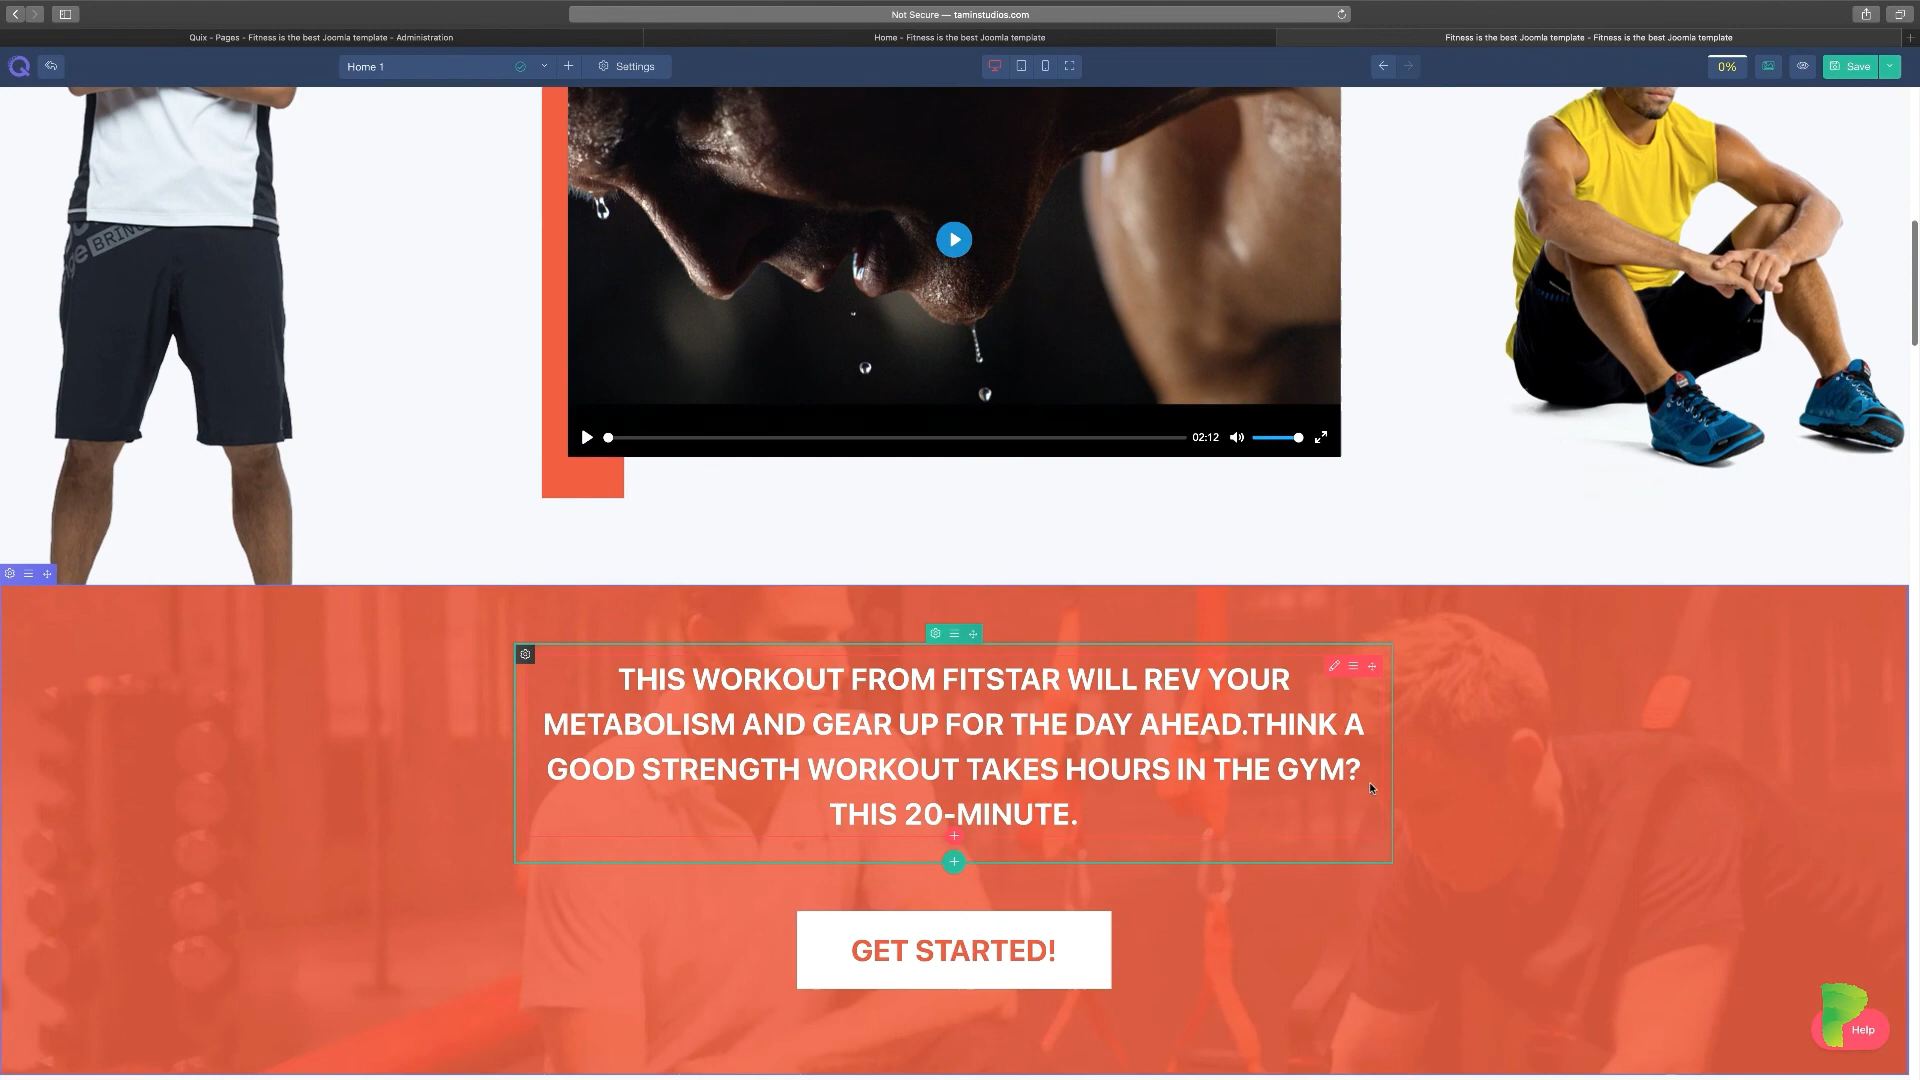 Not Secure — taminstudios.com
Quix - Pages - Fitness is the best Joomla template - Administration
Home - Fitness is the best Joomla template
Fitness is the best Joomla template - Fitness is the best Joomla template
Home 1
Settings
0%
Save
BRING
02:12
THIS WORKOUT FROM FITSTAR WILL REV YOUR
METABOLISM AND GEAR UP FOR THE DAY AHEAD.THINK A
GOOD STRENGTH WORKOUT TAKES HOURS IN THE GYM?
THIS 20-MINUTE.
GET STARTED!
Help